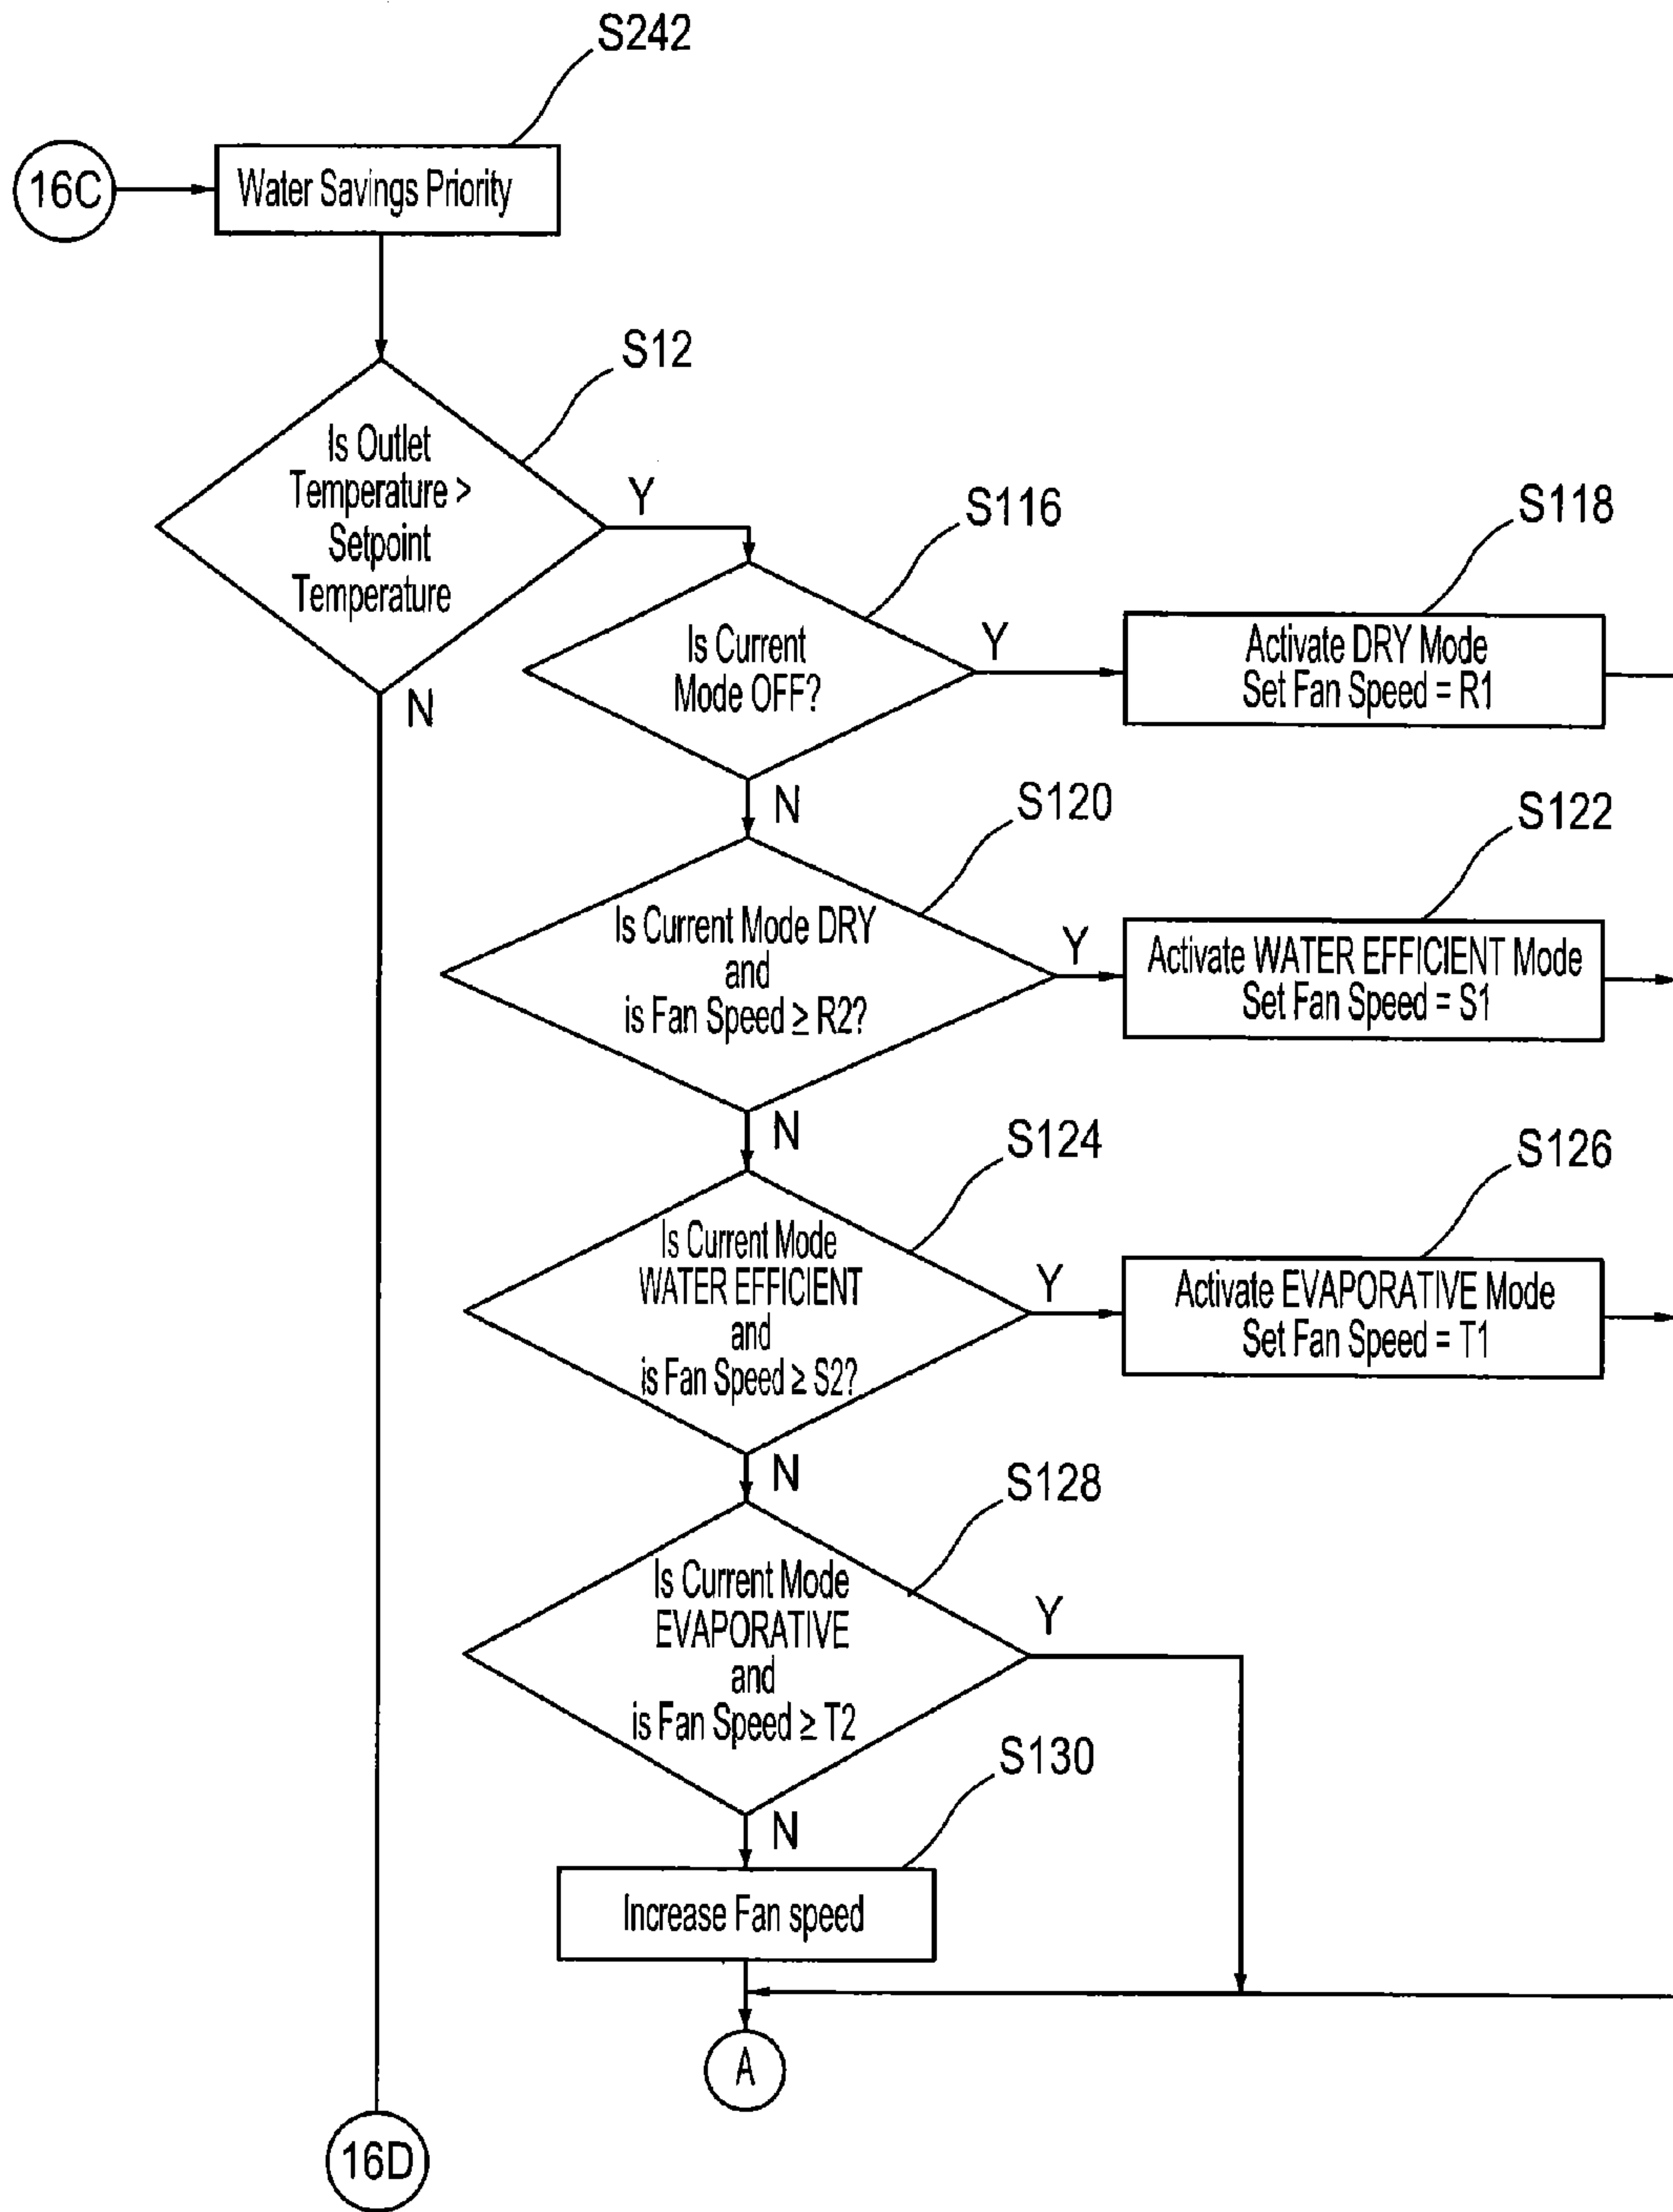 S242
16C
Water Savings Priority
S12
Is Outlet
Temperature >
Setpoint
Temperature
Y
N
S116
Is Current
Mode OFF?
Y
N
S118
Activate DRY Mode
Set Fan Speed = R1
S120
Is Current Mode DRY
and
is Fan Speed ≥ R2?
Y
N
S122
Activate WATER EFFICIENT Mode
Set Fan Speed = S1
S124
Is Current Mode
WATER EFFICIENT
and
is Fan Speed ≥ S2?
Y
N
S126
Activate EVAPORATIVE Mode
Set Fan Speed = T1
S128
Is Current Mode
EVAPORATIVE
and
is Fan Speed ≥ T2
Y
N
S130
Increase Fan speed
A
16D